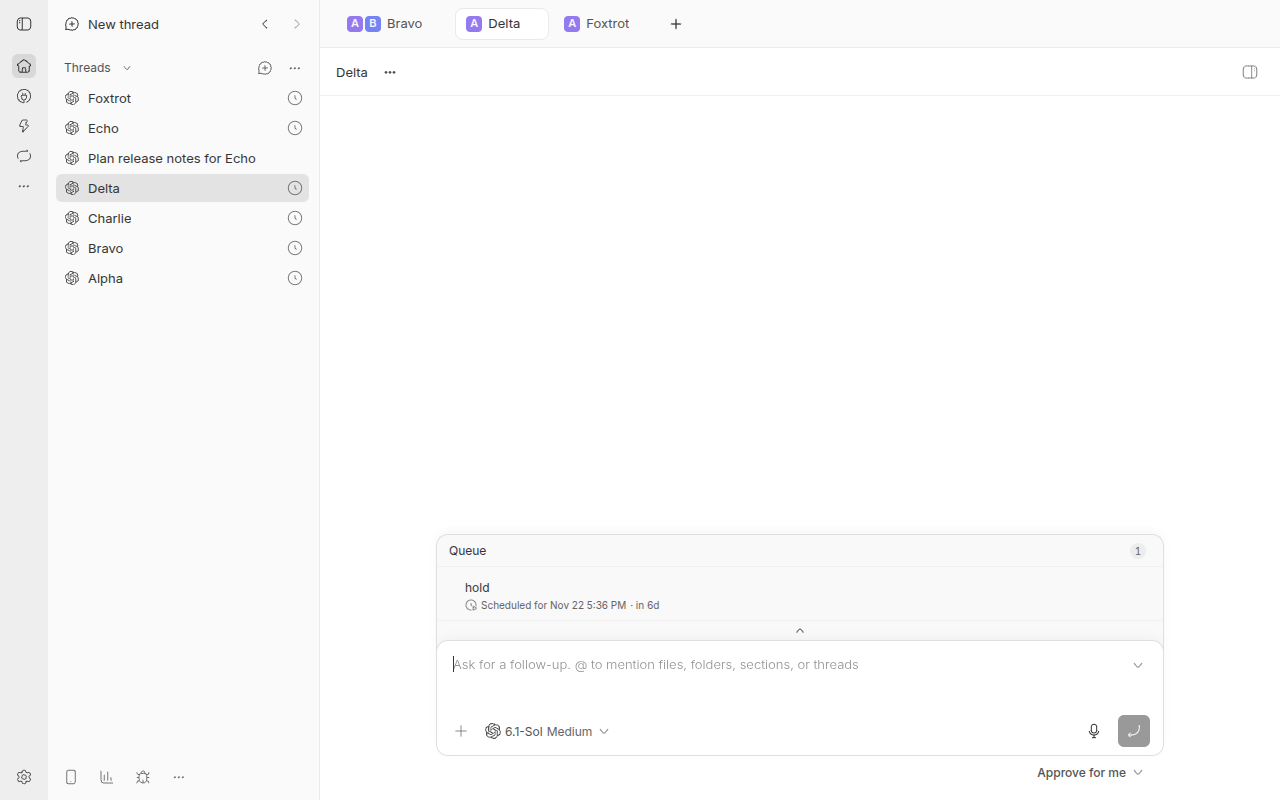 New thread
A B Bravo
A Delta
A Foxtrot
Threads
Foxtrot
Echo
Plan release notes for Echo
Delta
Charlie
Bravo
Alpha
Delta
Queue
1
hold
Scheduled for Nov 22 5:36 PM · in 6d
Ask for a follow-up. @ to mention files, folders, sections, or threads
6.1-Sol Medium
Approve for me